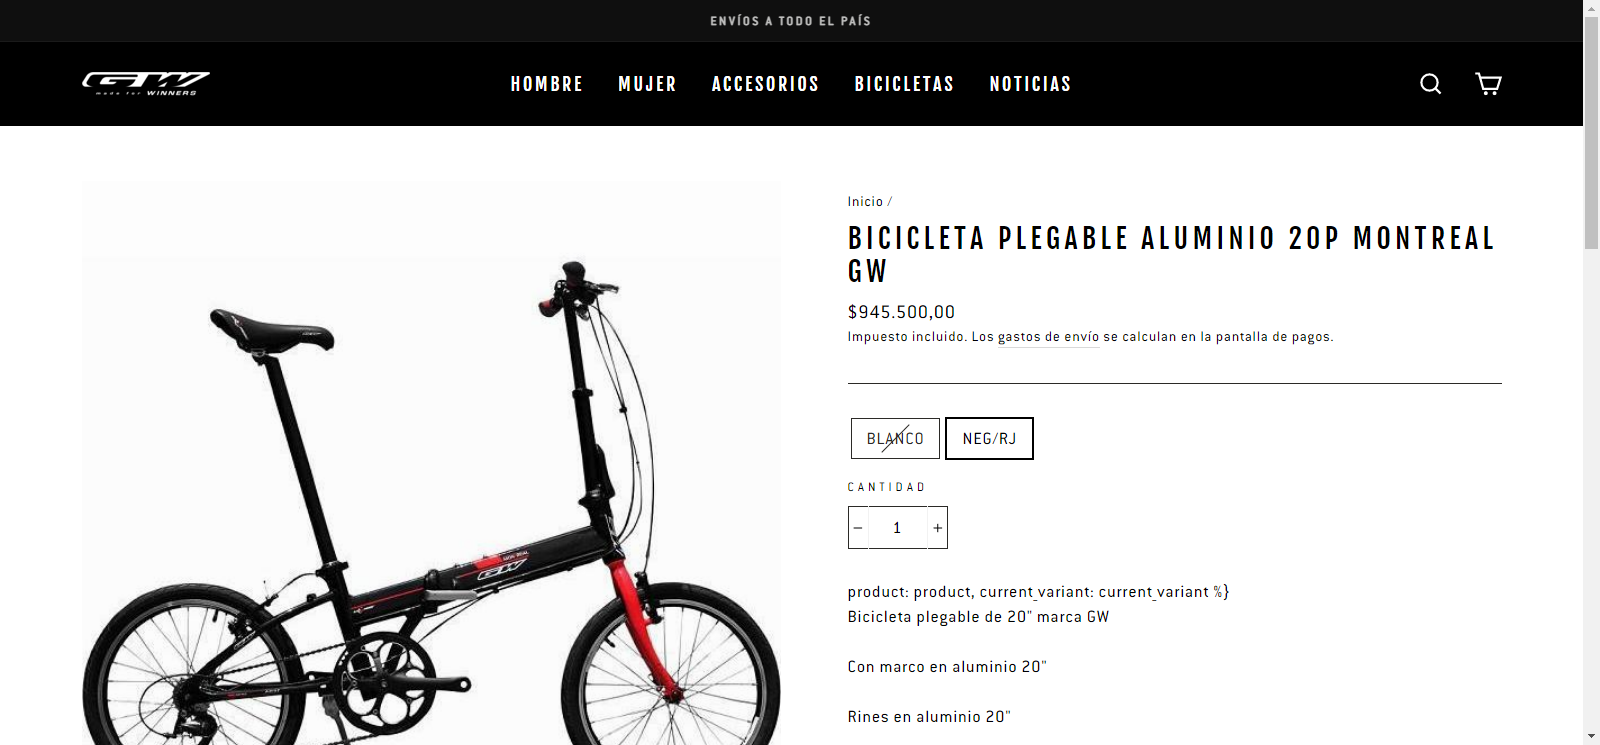 ENVÍOS A TODO EL PAÍS
GW
made for WINNERS
HOMBRE MUJER ACCESORIOS BICICLETAS NOTICIAS
Inicio /
BICICLETA PLEGABLE ALUMINIO 20P MONTREAL
GW
$945.500,00
Impuesto incluido. Los gastos de envío se calculan en la pantalla de pagos.
BLANCO NEG/RJ
CANTIDAD
− 1 +
product: product, current_variant: current_variant %}
Bicicleta plegable de 20" marca GW
Con marco en aluminio 20"
Rines en aluminio 20"
GW